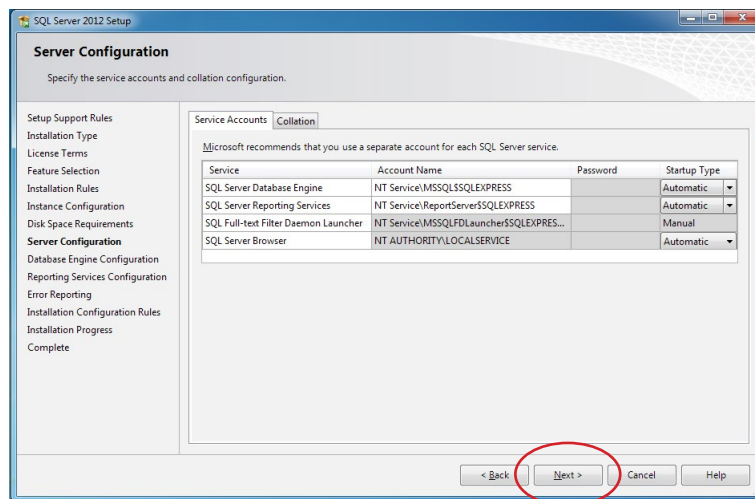 SQL Server 2012 Setup
Server Configuration
Specify the service accounts and collation configuration.
Setup Support Rules
Installation Type
License Terms
Feature Selection
Installation Rules
Instance Configuration
Disk Space Requirements
Server Configuration
Database Engine Configuration
Reporting Services Configuration
Error Reporting
Installation Configuration Rules
Installation Progress
Complete
Service Accounts Collation
Microsoft recommends that you use a separate account for each SQL Server service.
Service Account Name Password Startup Type
SQL Server Database Engine NT Service\MSSQL$SQLEXPRESS Automatic
SQL Server Reporting Services NT Service\ReportServer$SQLEXPRESS Automatic
SQL Full-text Filter Daemon Launcher NT Service\MSSQLFDLauncher$SQLEXPRES... Manual
SQL Server Browser NT AUTHORITY\LOCALSERVICE Automatic
< Back Next > Cancel Help